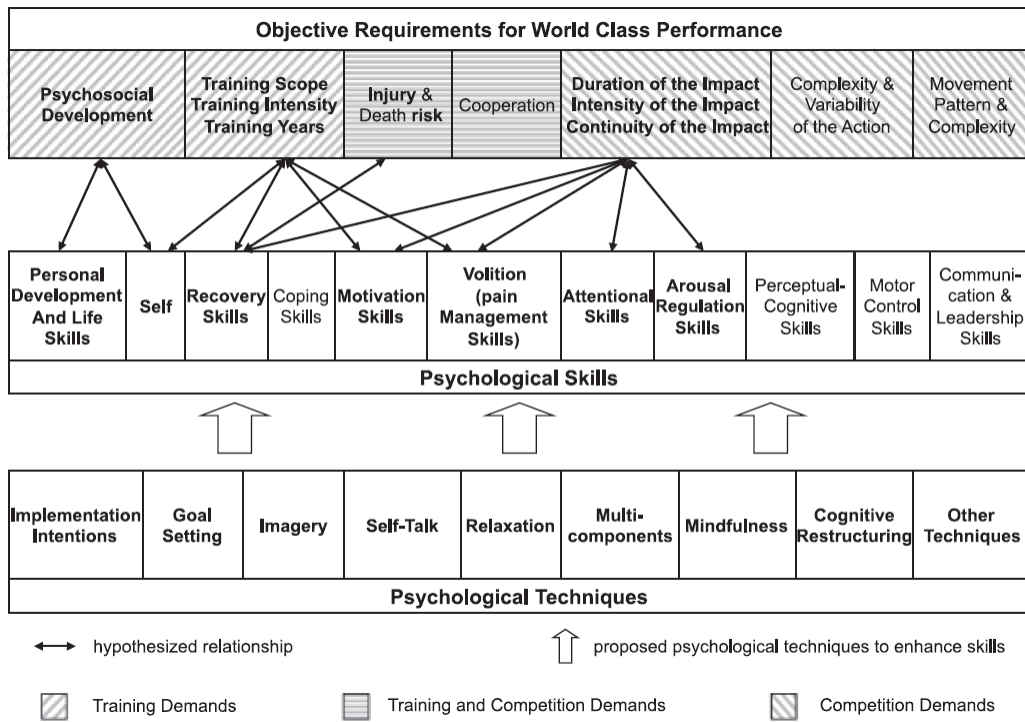 Objective Requirements for World Class Performance
Psychosocial
Development
Training Scope
Training Intensity
Training Years
Injury &
Death risk
Cooperation
Duration of the Impact
Intensity of the Impact
Continuity of the Impact
Complexity &
Variability
of the Action
Movement
Pattern &
Complexity
Personal
Development
And Life
Skills
Self
Recovery
Skills
Coping
Skills
Motivation
Skills
Volition
(pain
Management
Skills)
Attentional
Skills
Arousal
Regulation
Skills
Perceptual-
Cognitive
Skills
Motor
Control
Skills
Communi-
cation &
Leadership
Skills
Psychological Skills
Implementation
Intentions
Goal
Setting
Imagery
Self-Talk
Relaxation
Multi-
components
Mindfulness
Cognitive
Restructuring
Other
Techniques
Psychological Techniques
hypothesized relationship
proposed psychological techniques to enhance skills
Training Demands
Training and Competition Demands
Competition Demands